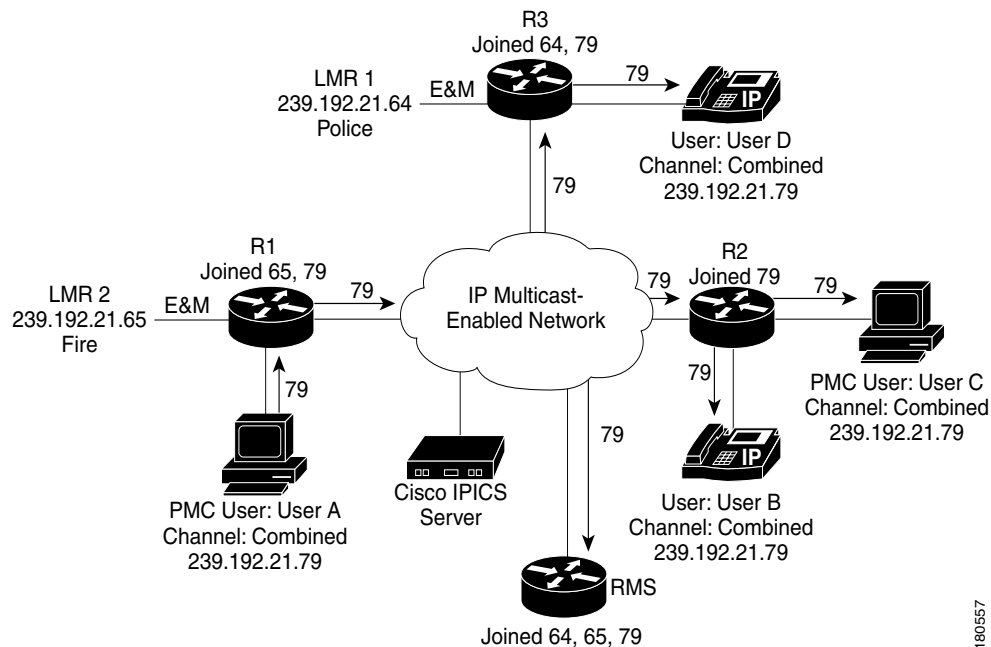 R3
Joined 64, 79
LMR 1
239.192.21.64
Police
E&M
79
IP
User: User D
Channel: Combined
239.192.21.79
79
R1
Joined 65, 79
LMR 2
239.192.21.65
Fire
E&M
79
IP Multicast-
Enabled Network
79
R2
Joined 79
79
79
PMC User: User A
Channel: Combined
239.192.21.79
Cisco IPICS
Server
79
79
IP
User: User B
Channel: Combined
239.192.21.79
PMC User: User C
Channel: Combined
239.192.21.79
RMS
Joined 64, 65, 79
180557